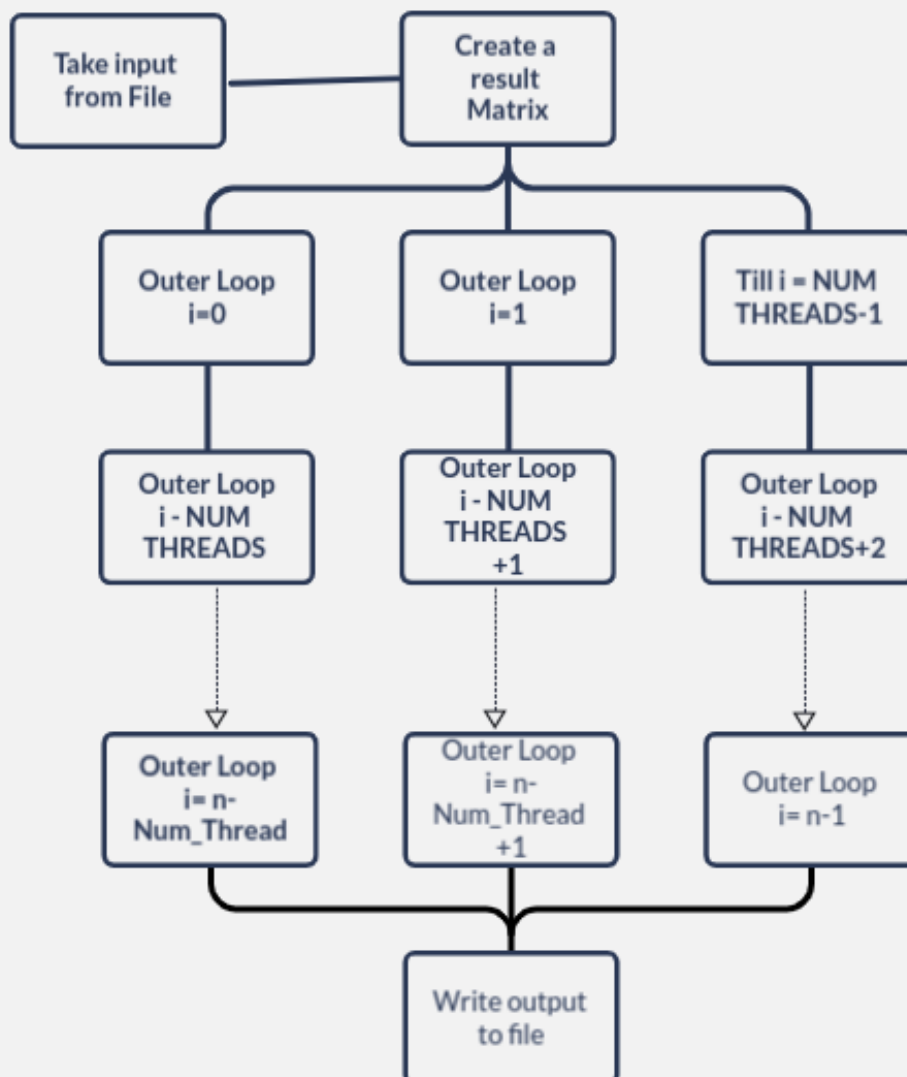 Take input
from File
Create a
result
Matrix
Outer Loop
i=0
Outer Loop
i=1
Till i = NUM
THREADS-1
Outer Loop
i - NUM
THREADS
Outer Loop
i - NUM
THREADS
+1
Outer Loop
i - NUM
THREADS+2
Outer Loop
i= n-
Num_Thread
Outer Loop
i= n-
Num_Thread
+1
Outer Loop
i= n-1
Write output
to file